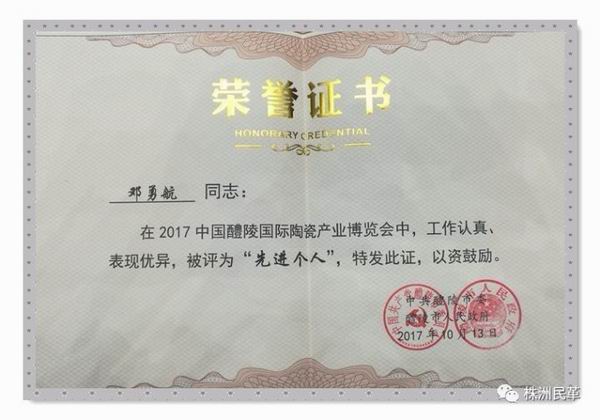 荣誉证书
HONORARY CREDENTIAL
邓勇航 同志：
在2017中国醴陵国际陶瓷产业博览会中，工作认真、
表现优异，被评为“先进个人”，特发此证，以资鼓励。
中共醴陵市委
醴陵市人民政府
2017年10月13日
株洲民革